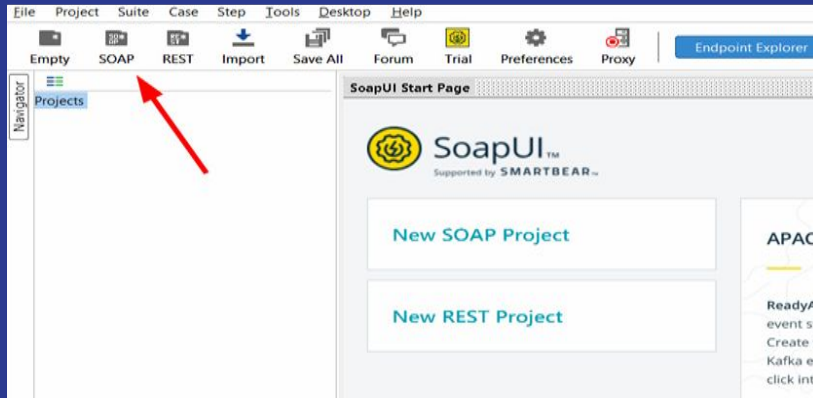 File Project Suite Case Step Tools Desktop Help
Empty SOAP REST Import Save All Forum Trial Preferences Proxy Endpoint Explorer
Navigator
Projects
SoapUI Start Page
SoapUI™
Supported by SMARTBEAR™
New SOAP Project
New REST Project
APAC
ReadyA
event s
Create
Kafka e
click int